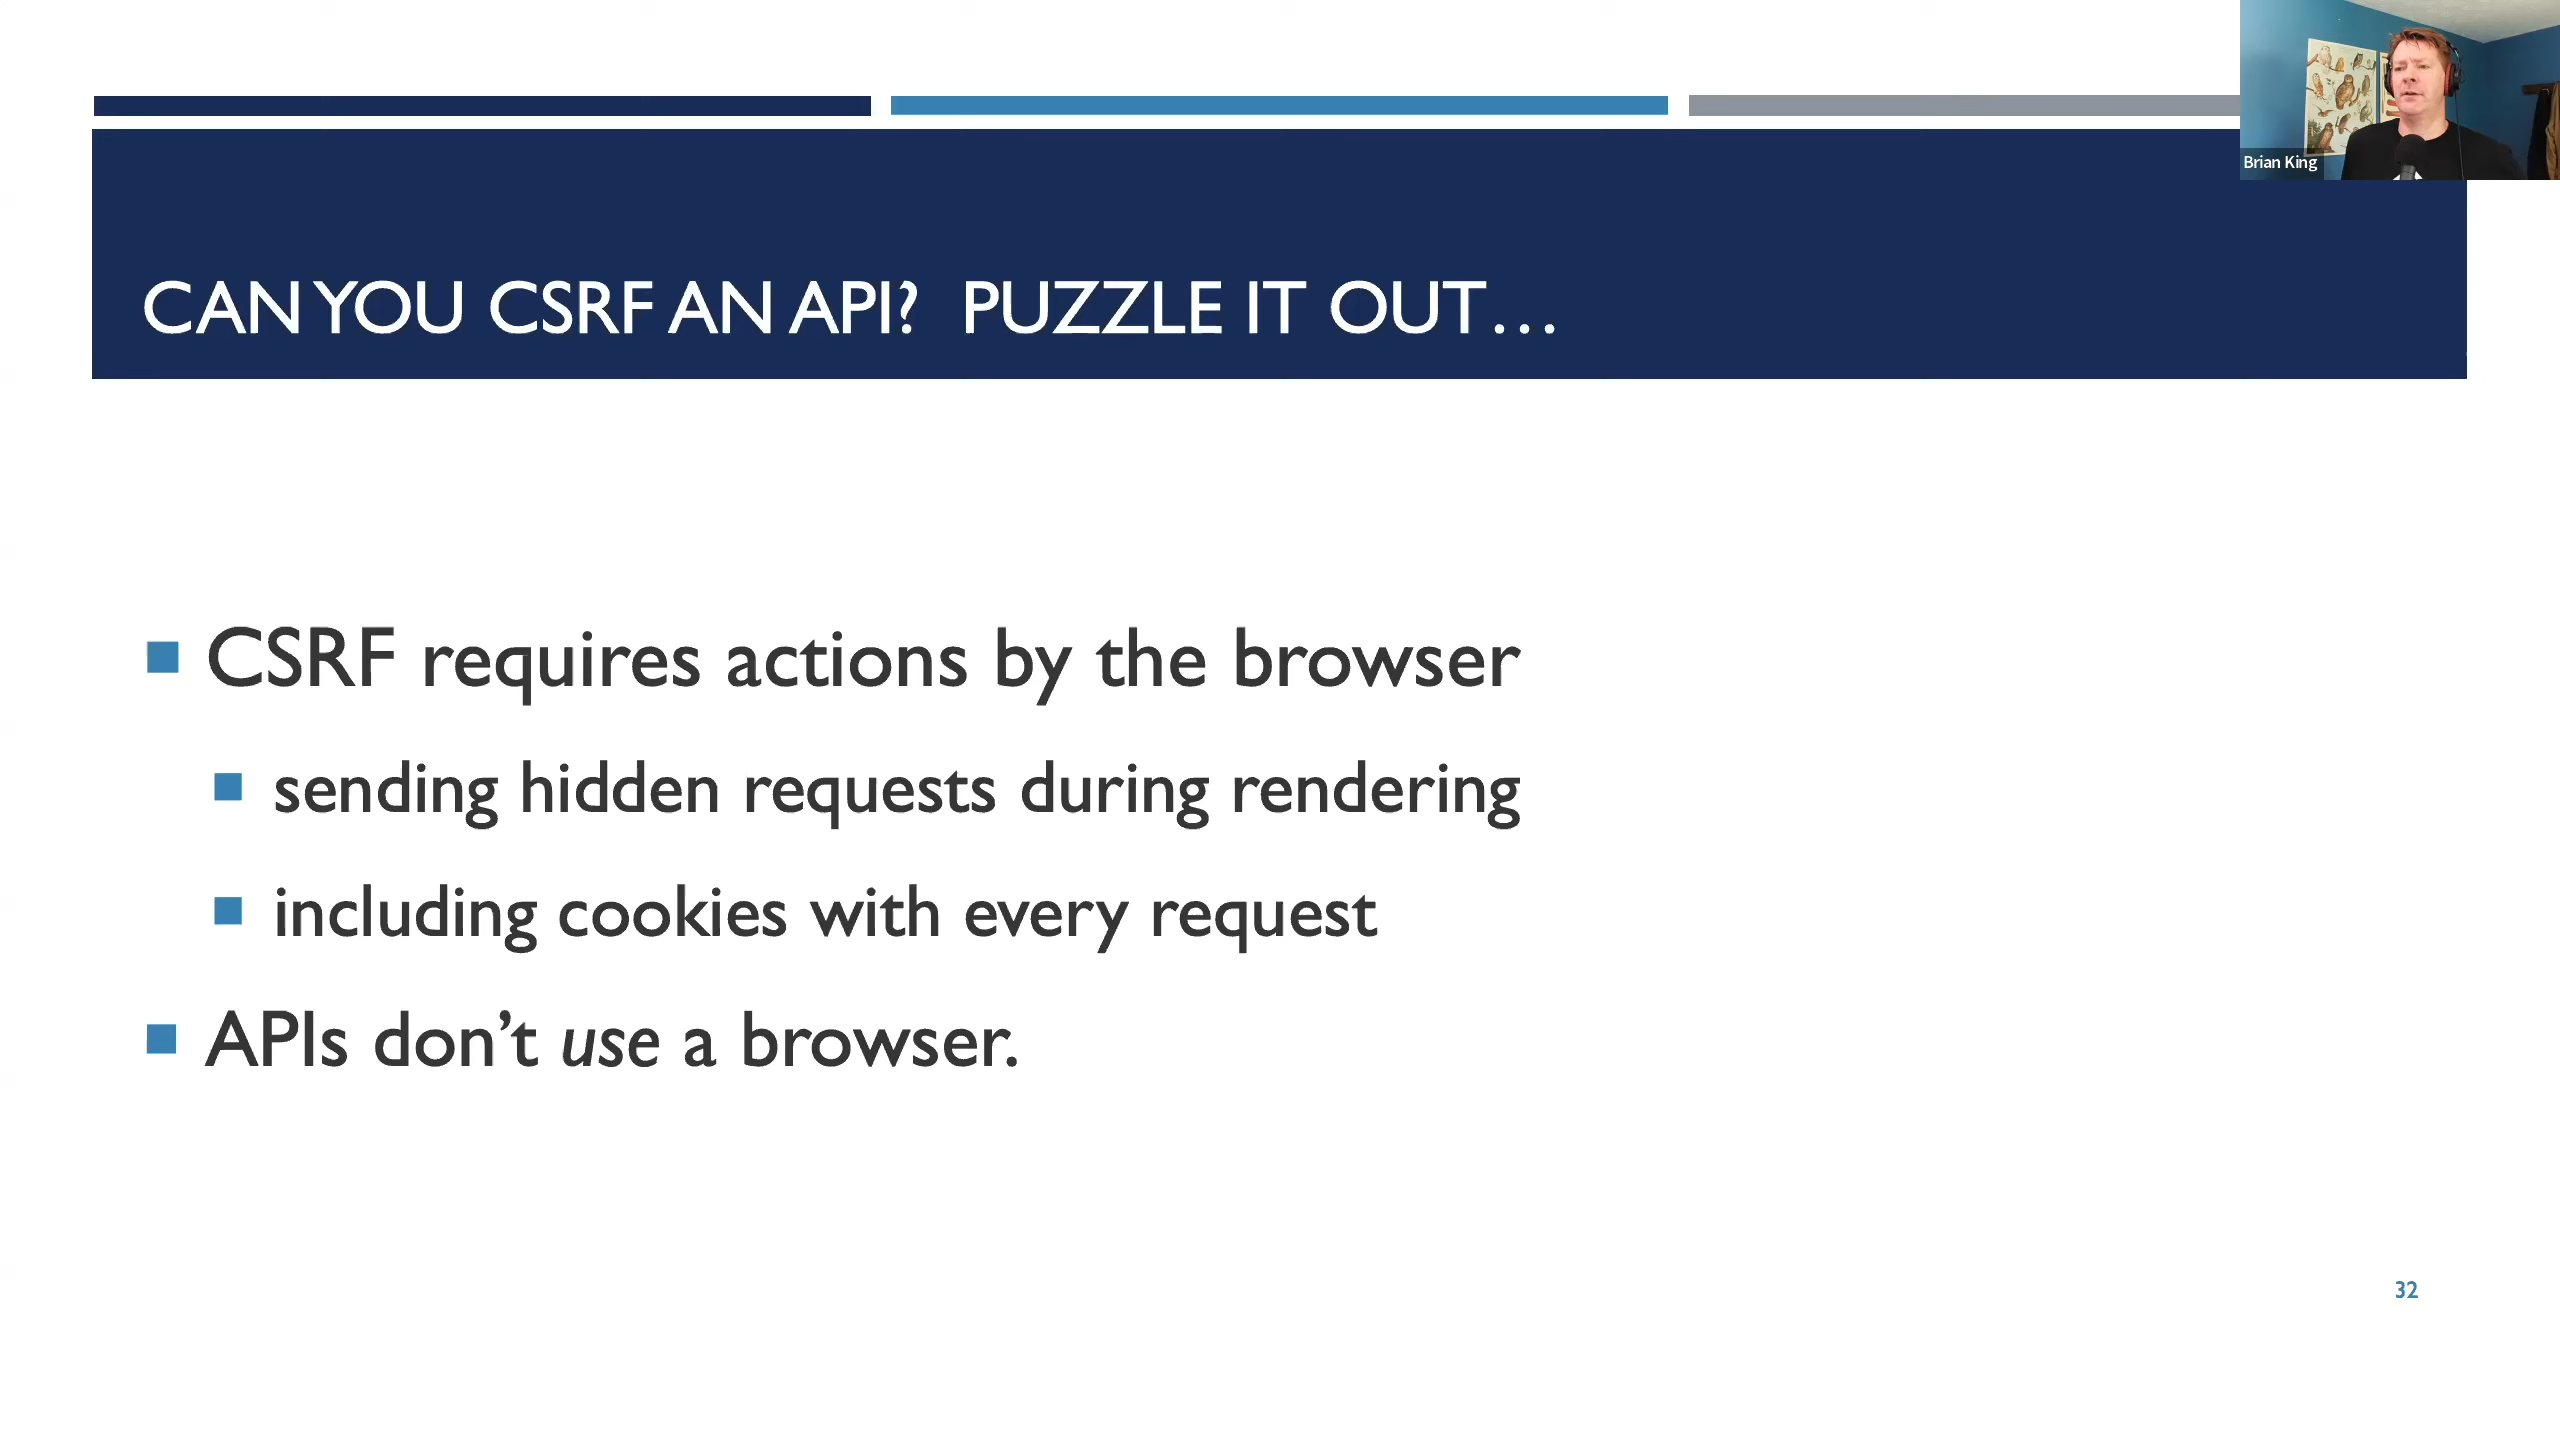 Brian King
CAN YOU CSRF AN API? PUZZLE IT OUT…
CSRF requires actions by the browser
sending hidden requests during rendering
including cookies with every request
APIs don’t use a browser.
32